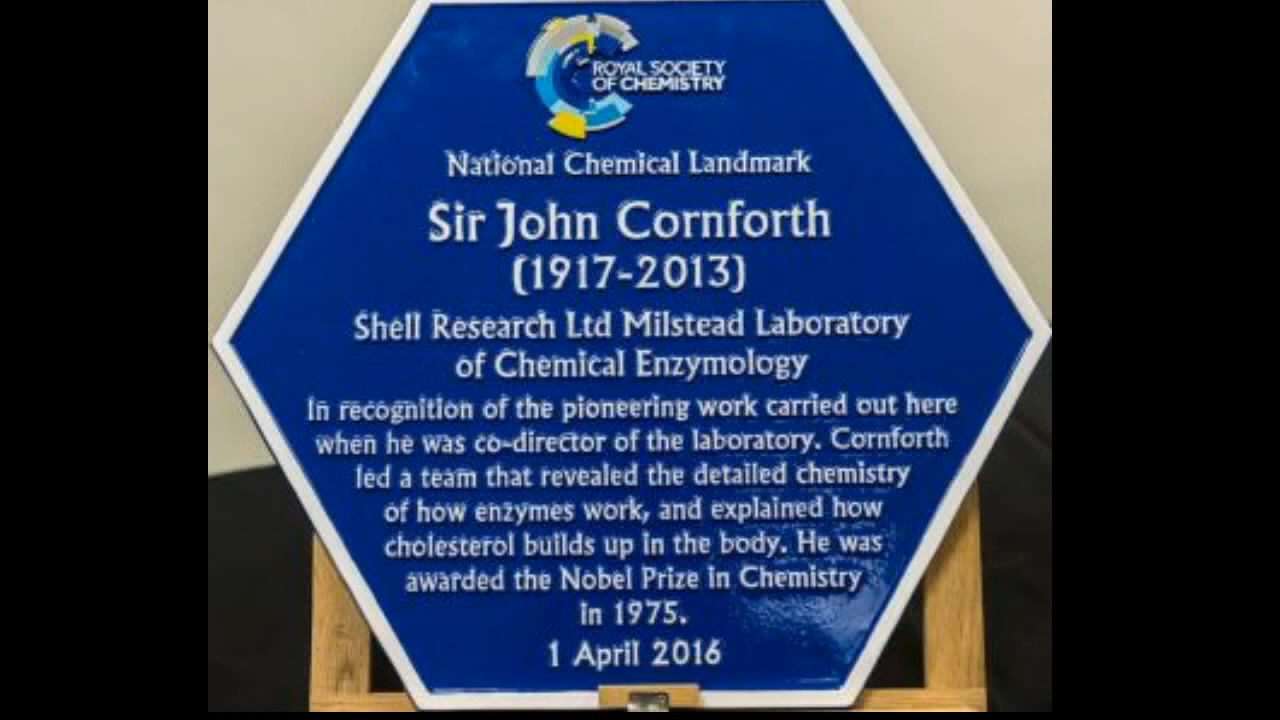 ROYAL SOCIETY
OF CHEMISTRY
National Chemical Landmark
Sir John Cornforth
(1917-2013)
Shell Research Ltd Milstead Laboratory
of Chemical Enzymology
In recognition of the pioneering work carried out here
when he was co-director of the laboratory. Cornforth
led a team that revealed the detailed chemistry
of how enzymes work, and explained how
cholesterol builds up in the body. He was
awarded the Nobel Prize in Chemistry
in 1975.
1 April 2016